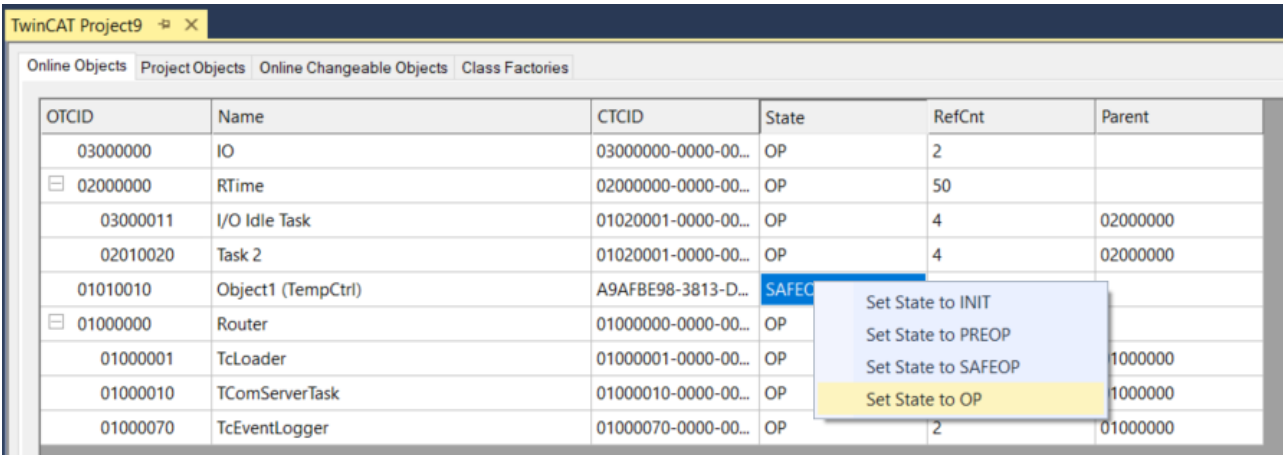 TwinCAT Project9
Online Objects Project Objects Online Changeable Objects Class Factories
OTCID Name CTCID State RefCnt Parent
03000000 IO 03000000-0000-00... OP 2
02000000 RTime 02000000-0000-00... OP 50
03000011 I/O Idle Task 01020001-0000-00... OP 4 02000000
02010020 Task 2 01020001-0000-00... OP 4 02000000
01010010 Object1 (TempCtrl) A9AFBE98-3813-D...
Set State to INIT
01000000 Router 01000000-0000-00... OP
Set State to PREOP
01000001 TcLoader 01000001-0000-00... OP
Set State to SAFEOP
01000010 TComServerTask 01000010-0000-00... OP
Set State to OP
01000070 TcEventLogger 01000070-0000-00... OP 2 01000000